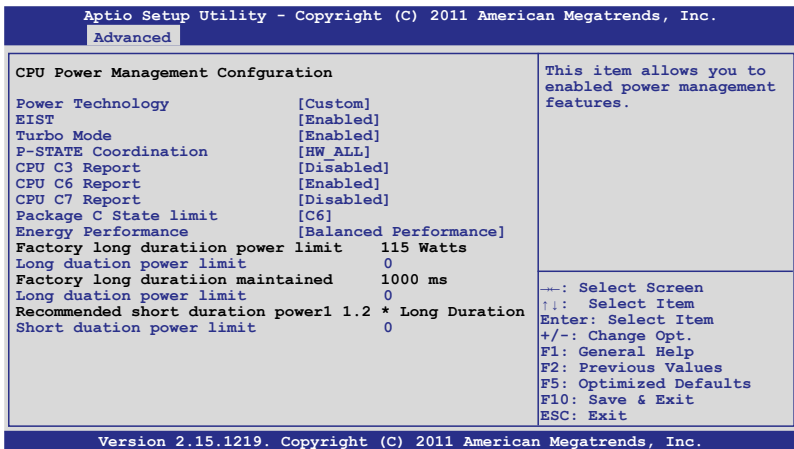 Aptio Setup Utility - Copyright (C) 2011 American Megatrends, Inc.
Advanced
CPU Power Management Confguration
Power Technology [Custom]
EIST [Enabled]
Turbo Mode [Enabled]
P-STATE Coordination [HW_ALL]
CPU C3 Report [Disabled]
CPU C6 Report [Enabled]
CPU C7 Report [Disabled]
Package C State limit [C6]
Energy Performance [Balanced Performance]
Factory long duratiion power limit 115 Watts
Long duation power limit 0
Factory long duratiion maintained 1000 ms
Long duation power limit 0
Recommended short duration power1 1.2 * Long Duration
Short duation power limit 0
This item allows you to
enabled power management
features.
→←: Select Screen
↑↓: Select Item
Enter: Select Item
+/-: Change Opt.
F1: General Help
F2: Previous Values
F5: Optimized Defaults
F10: Save & Exit
ESC: Exit
Version 2.15.1219. Copyright (C) 2011 American Megatrends, Inc.